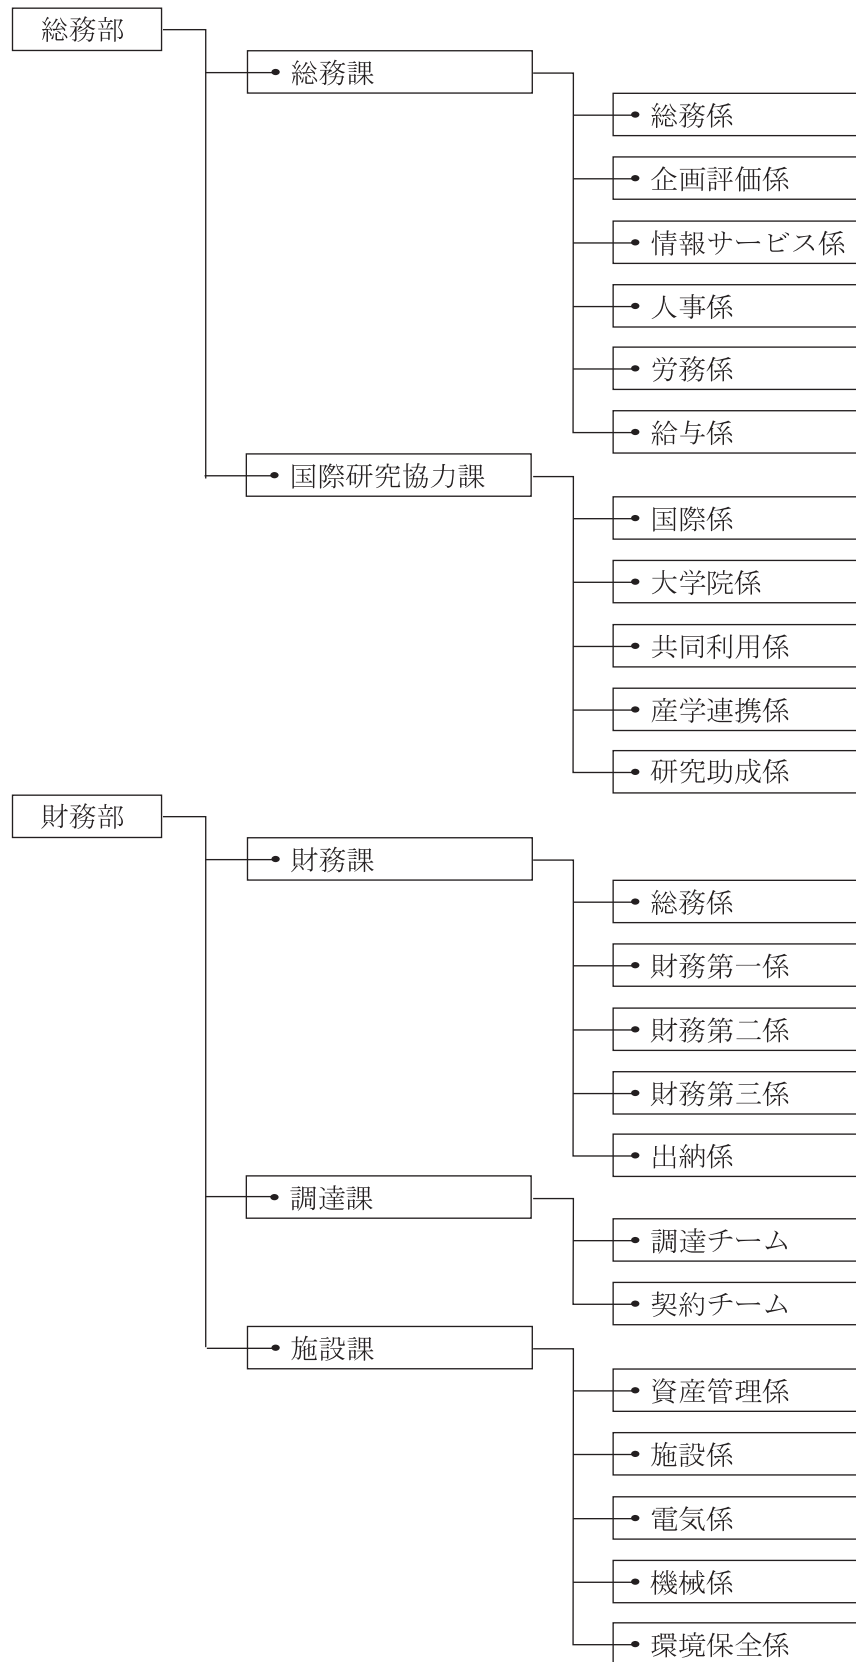 総務部
総務課
総務係
企画評価係
情報サービス係
人事係
労務係
給与係
国際研究協力課
国際係
大学院係
共同利用係
産学連携係
研究助成係
財務部
財務課
総務係
財務第一係
財務第二係
財務第三係
出納係
調達課
調達チーム
契約チーム
施設課
資産管理係
施設係
電気係
機械係
環境保全係